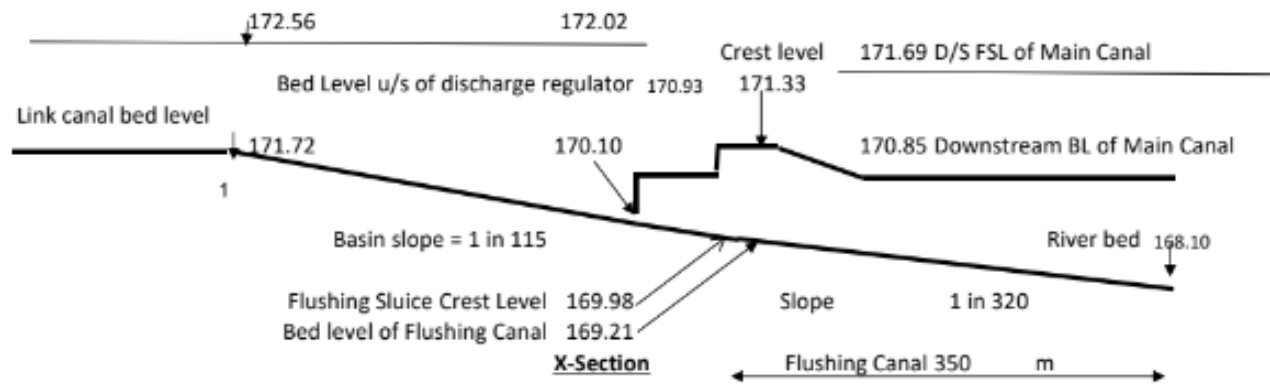 172.56 172.02
Crest level 171.69 D/S FSL of Main Canal
Bed Level u/s of discharge regulator 170.93 171.33
Link canal bed level
171.72 170.10 170.85 Downstream BL of Main Canal
1
Basin slope = 1 in 115 River bed 168.10
Flushing Sluice Crest Level 169.98 Slope 1 in 320
Bed level of Flushing Canal 169.21
X-Section Flushing Canal 350 m